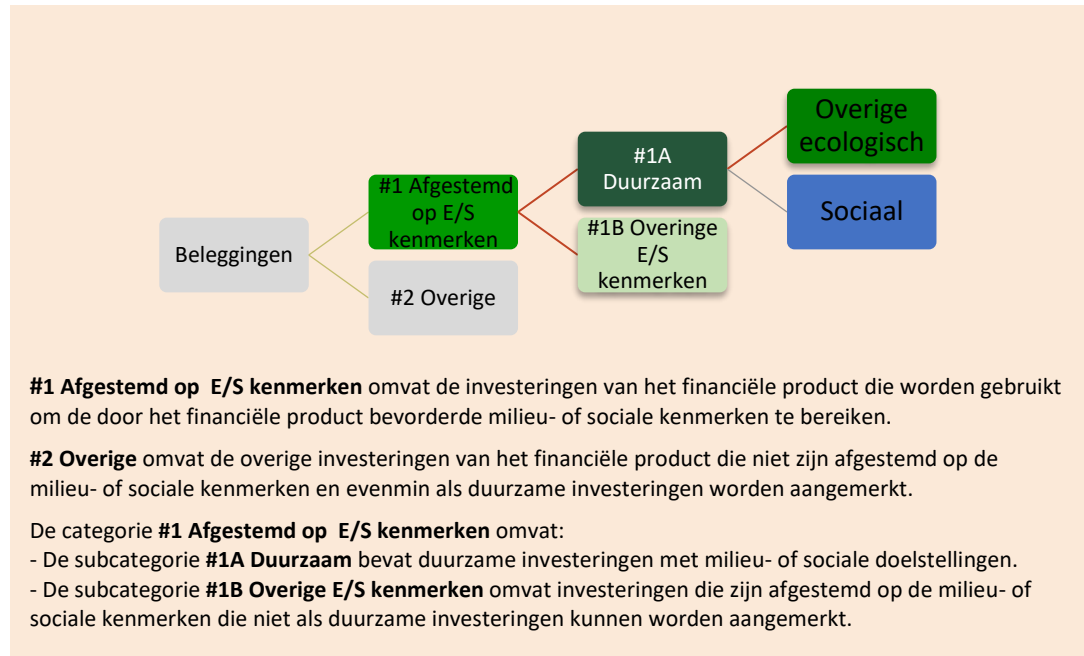 Overige
ecologisch
#1A
Duurzaam
#1 Afgestemd
op E/S
kenmerken
Sociaal
#1B Overinge
E/S
kenmerken
Beleggingen
#2 Overige
#1 Afgestemd op  E/S kenmerken omvat de investeringen van het financiële product die worden gebruikt
om de door het financiële product bevorderde milieu- of sociale kenmerken te bereiken.
#2 Overige omvat de overige investeringen van het financiële product die niet zijn afgestemd op de
milieu- of sociale kenmerken en evenmin als duurzame investeringen worden aangemerkt.
De categorie #1 Afgestemd op  E/S kenmerken omvat:
- De subcategorie #1A Duurzaam bevat duurzame investeringen met milieu- of sociale doelstellingen.
- De subcategorie #1B Overige E/S kenmerken omvat investeringen die zijn afgestemd op de milieu- of
sociale kenmerken die niet als duurzame investeringen kunnen worden aangemerkt.